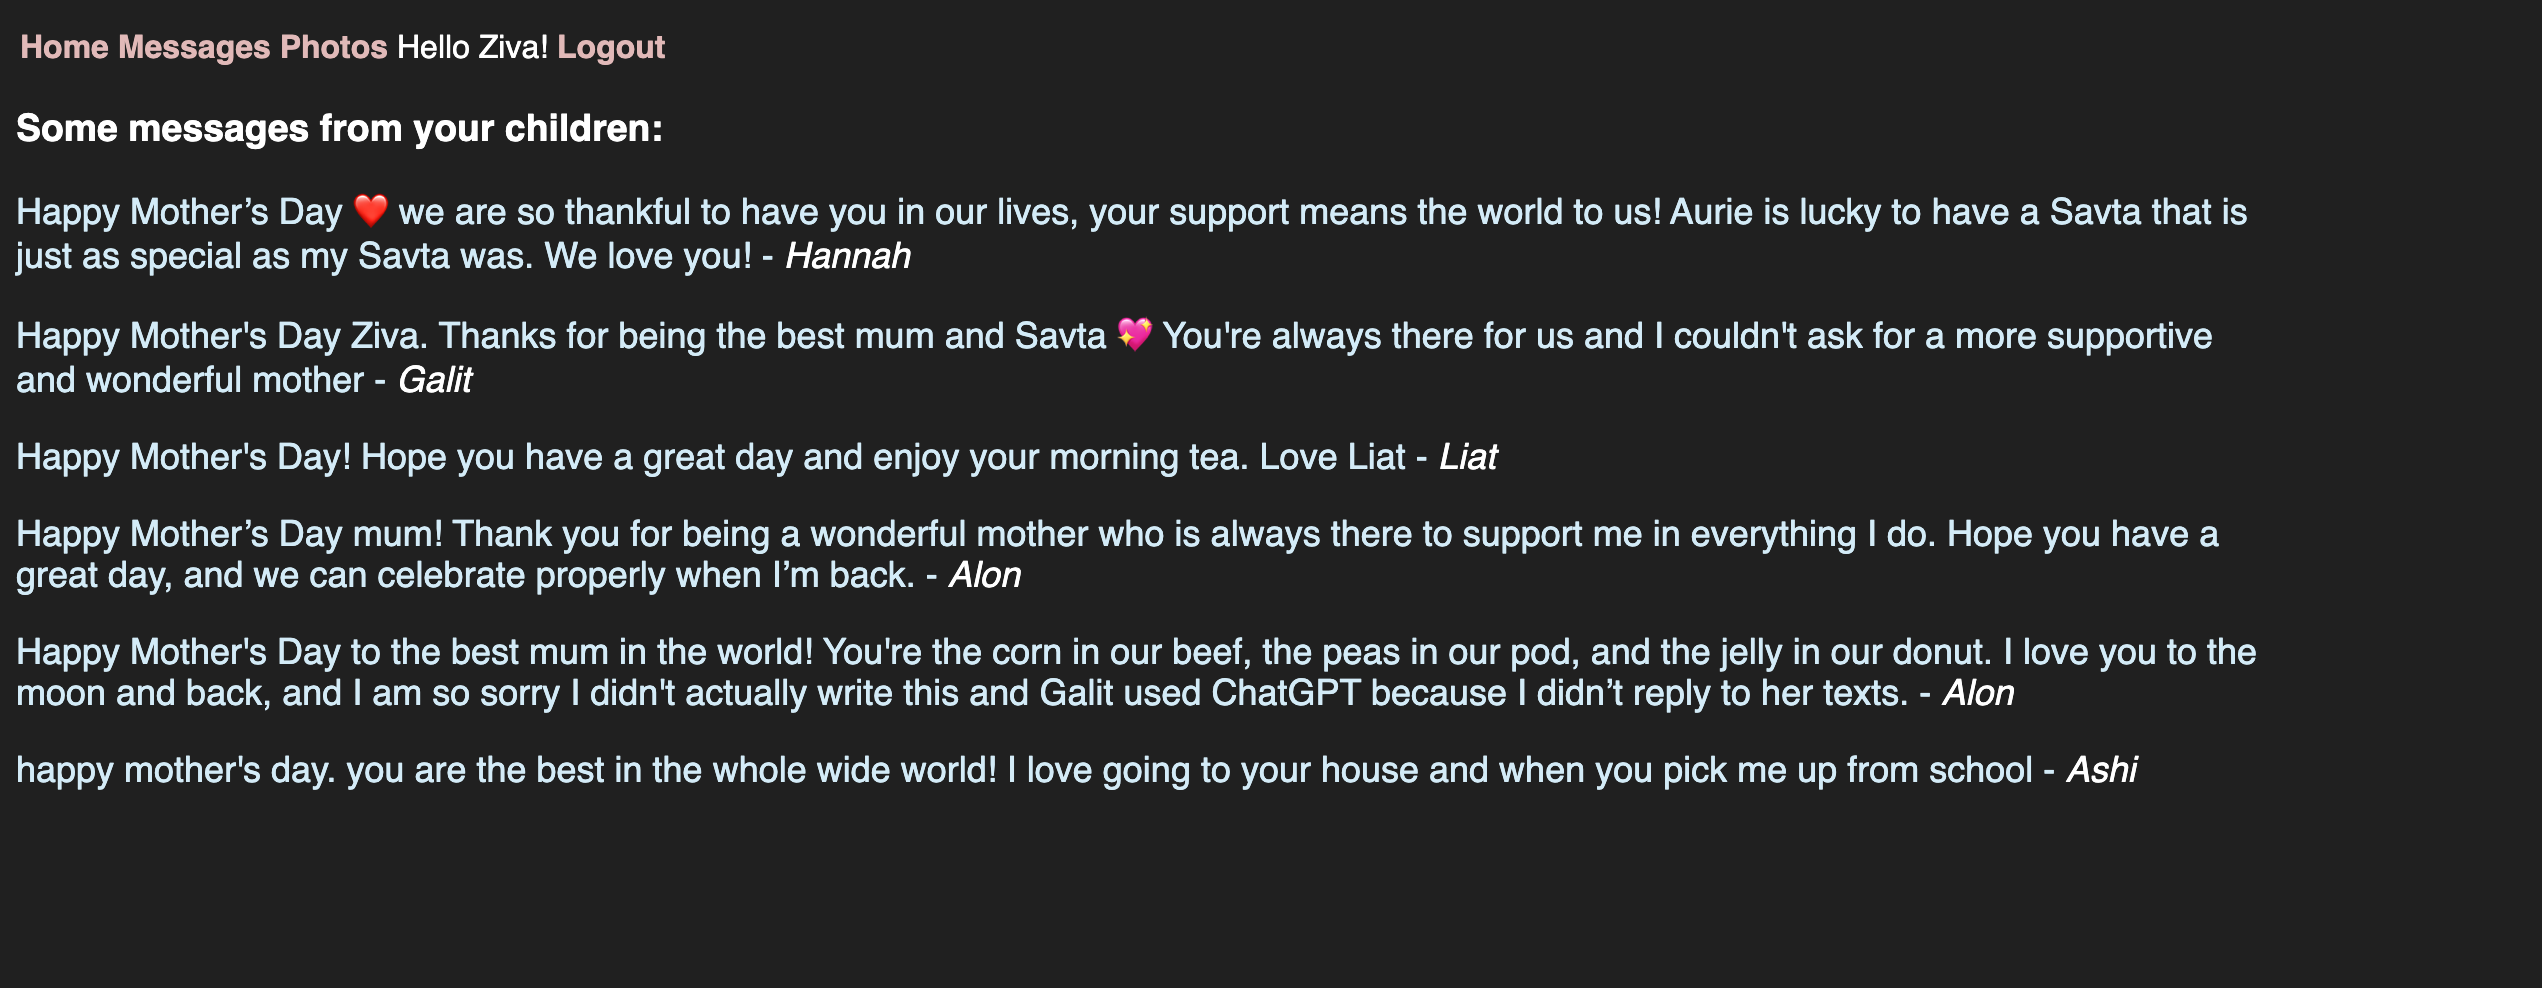 Home Messages Photos Hello Ziva! Logout
Some messages from your children:
Happy Mother’s Day ❤️ we are so thankful to have you in our lives, your support means the world to us! Aurie is lucky to have a Savta that is
just as special as my Savta was. We love you! - Hannah
Happy Mother's Day Ziva. Thanks for being the best mum and Savta 💖 You're always there for us and I couldn't ask for a more supportive
and wonderful mother - Galit
Happy Mother's Day! Hope you have a great day and enjoy your morning tea. Love Liat - Liat
Happy Mother’s Day mum! Thank you for being a wonderful mother who is always there to support me in everything I do. Hope you have a
great day, and we can celebrate properly when I’m back. - Alon
Happy Mother's Day to the best mum in the world! You're the corn in our beef, the peas in our pod, and the jelly in our donut. I love you to the
moon and back, and I am so sorry I didn't actually write this and Galit used ChatGPT because I didn’t reply to her texts. - Alon
happy mother's day. you are the best in the whole wide world! I love going to your house and when you pick me up from school - Ashi